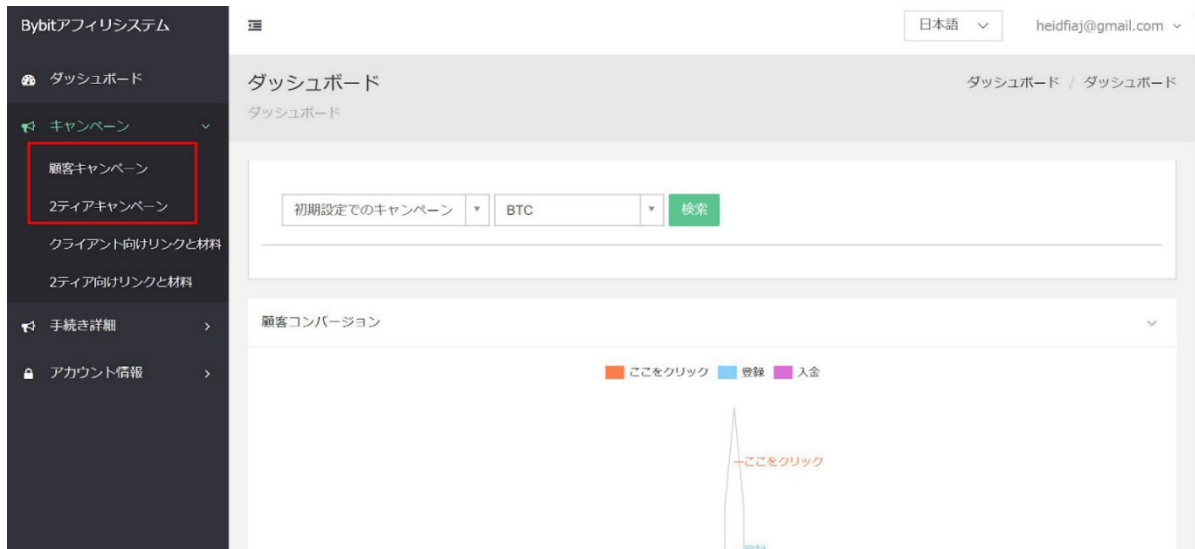 Bybitアフィリシステム
日本語
heidfiaj@gmail.com
ダッシュボード
キャンペーン
顧客キャンペーン
2ティアキャンペーン
クライアント向けリンクと材料
2ティア向けリンクと材料
手続き詳細
アカウント情報
ダッシュボード
ダッシュボード
ダッシュボード / ダッシュボード
初期設定でのキャンペーン
BTC
検索
顧客コンバージョン
ここをクリック 登録 入金
ここをクリック
登録